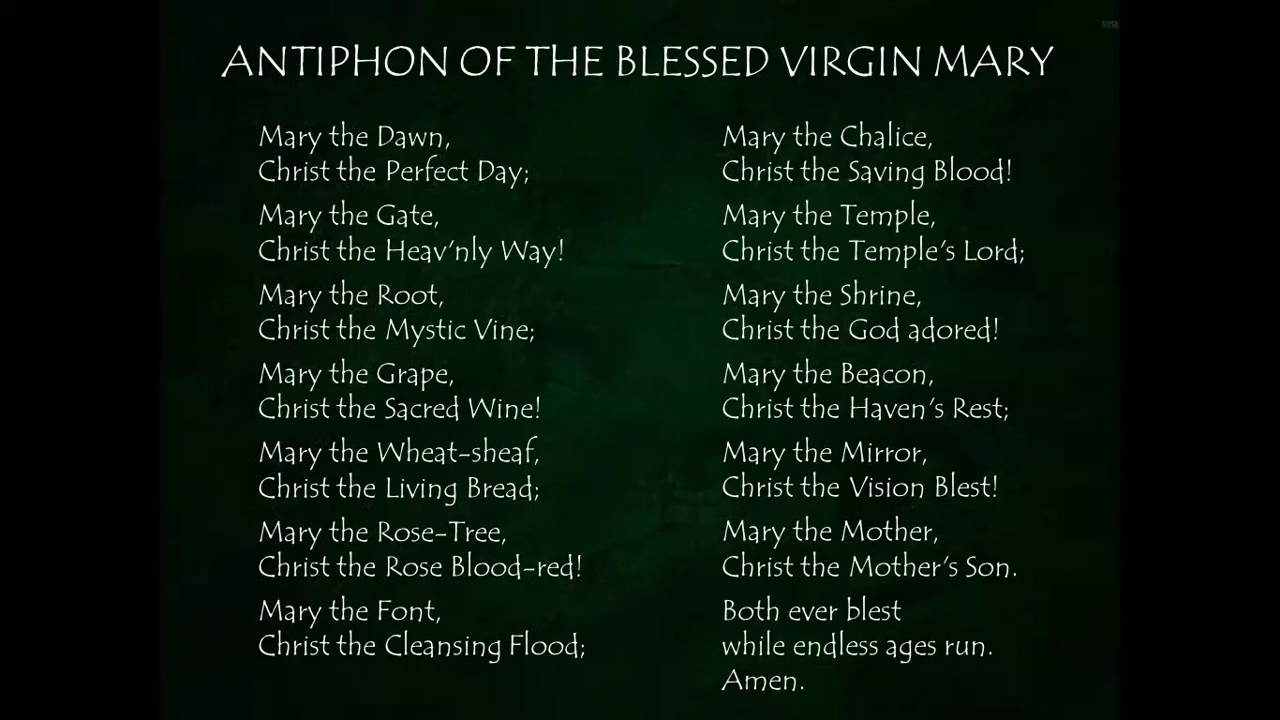 ANTIPHON OF THE BLESSED VIRGIN MARY
Mary the Dawn,
Christ the Perfect Day;
Mary the Gate,
Christ the Heav'nly Way!
Mary the Root,
Christ the Mystic Vine;
Mary the Grape,
Christ the Sacred Wine!
Mary the Wheat-sheaf,
Christ the Living Bread;
Mary the Rose-Tree,
Christ the Rose Blood-red!
Mary the Font,
Christ the Cleansing Flood;
Mary the Chalice,
Christ the Saving Blood!
Mary the Temple,
Christ the Temple's Lord;
Mary the Shrine,
Christ the God adored!
Mary the Beacon,
Christ the Haven's Rest;
Mary the Mirror,
Christ the Vision Blest!
Mary the Mother,
Christ the Mother's Son.
Both ever blest
while endless ages run.
Amen.